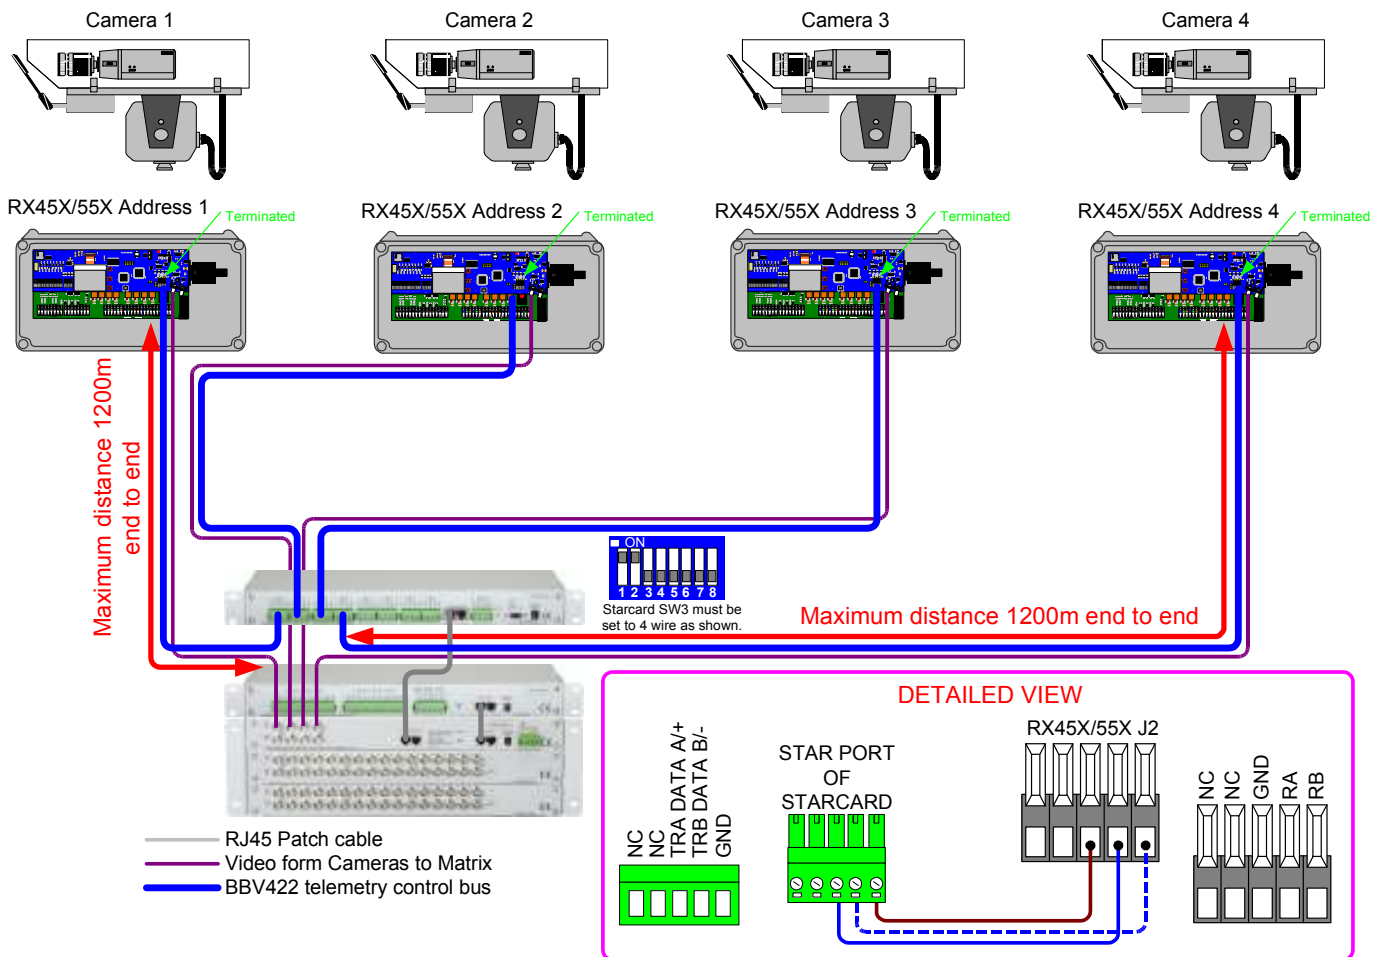 Camera 1
Camera 2
Camera 3
Camera 4
RX45X/55X Address 1
Terminated
RX45X/55X Address 2
Terminated
RX45X/55X Address 3
Terminated
RX45X/55X Address 4
Terminated
Maximum distance 1200m
end to end
ON
1 2 3 4 5 6 7 8
Starcard SW3 must be
set to 4 wire as shown.
Maximum distance 1200m end to end
RJ45 Patch cable
Video form Cameras to Matrix
BBV422 telemetry control bus
DETAILED VIEW
NC
NC
TRA DATA A/+
TRB DATA B/-
GND
STAR PORT
OF
STARCARD
RX45X/55X J2
NC
NC
GND
RA
RB